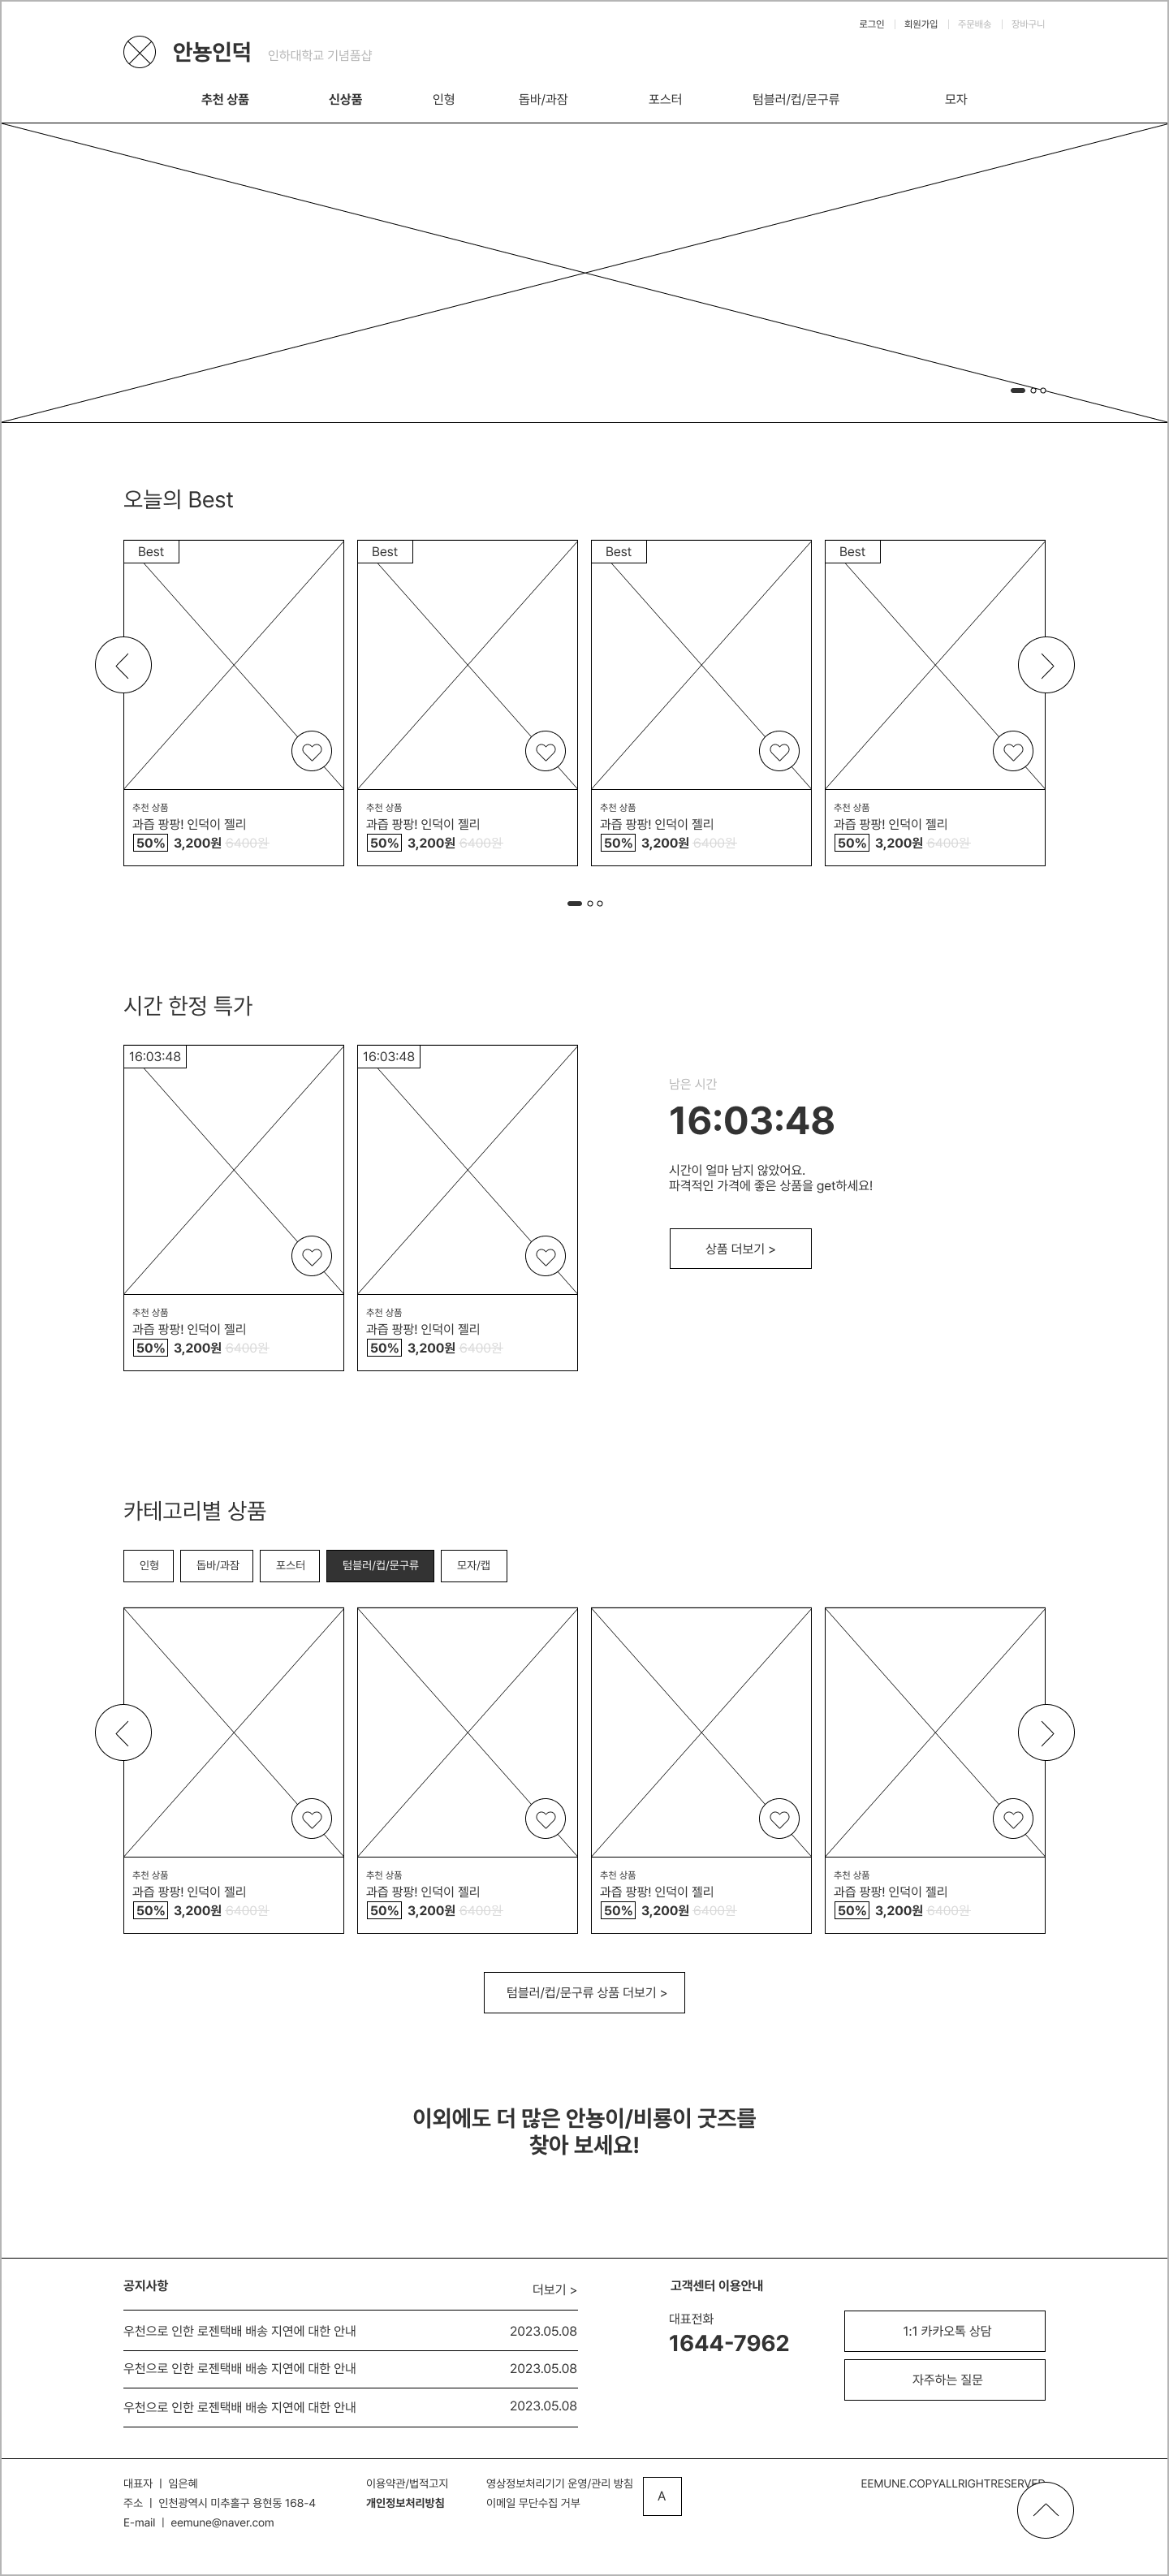 로그인 | 회원가입 | 주문배송 | 장바구니
안뇽인덕 인하대학교 기념품샵
추천 상품 신상품 인형 돕바/과잠 포스터 텀블러/컵/문구류 모자
오늘의 Best
Best Best Best Best
추천 상품 추천 상품 추천 상품 추천 상품
과즙 팡팡! 인덕이 젤리 과즙 팡팡! 인덕이 젤리 과즙 팡팡! 인덕이 젤리 과즙 팡팡! 인덕이 젤리
50% 3,200원 6400원 50% 3,200원 6400원 50% 3,200원 6400원 50% 3,200원 6400원
시간 한정 특가
16:03:48 16:03:48
추천 상품 추천 상품
과즙 팡팡! 인덕이 젤리 과즙 팡팡! 인덕이 젤리
50% 3,200원 6400원 50% 3,200원 6400원
남은 시간
16:03:48
시간이 얼마 남지 않았어요.
파격적인 가격에 좋은 상품을 get하세요!
상품 더보기 >
카테고리별 상품
인형 돕바/과잠 포스터 텀블러/컵/문구류 모자/캡
추천 상품 추천 상품 추천 상품 추천 상품
과즙 팡팡! 인덕이 젤리 과즙 팡팡! 인덕이 젤리 과즙 팡팡! 인덕이 젤리 과즙 팡팡! 인덕이 젤리
50% 3,200원 6400원 50% 3,200원 6400원 50% 3,200원 6400원 50% 3,200원 6400원
텀블러/컵/문구류 상품 더보기 >
이외에도 더 많은 안뇽이/비룡이 굿즈를
찾아 보세요!
공지사항 더보기 >
우천으로 인한 로젠택배 배송 지연에 대한 안내 2023.05.08
우천으로 인한 로젠택배 배송 지연에 대한 안내 2023.05.08
우천으로 인한 로젠택배 배송 지연에 대한 안내 2023.05.08
고객센터 이용안내
대표전화
1644-7962
1:1 카카오톡 상담
자주하는 질문
대표자 | 임은혜
주소 | 인천광역시 미추홀구 용현동 168-4
E-mail | eemune@naver.com
이용약관/법적고지
개인정보처리방침
영상정보처리기기 운영/관리 방침
이메일 무단수집 거부
A
EEMUNE.COPYALLRIGHTRESERVED